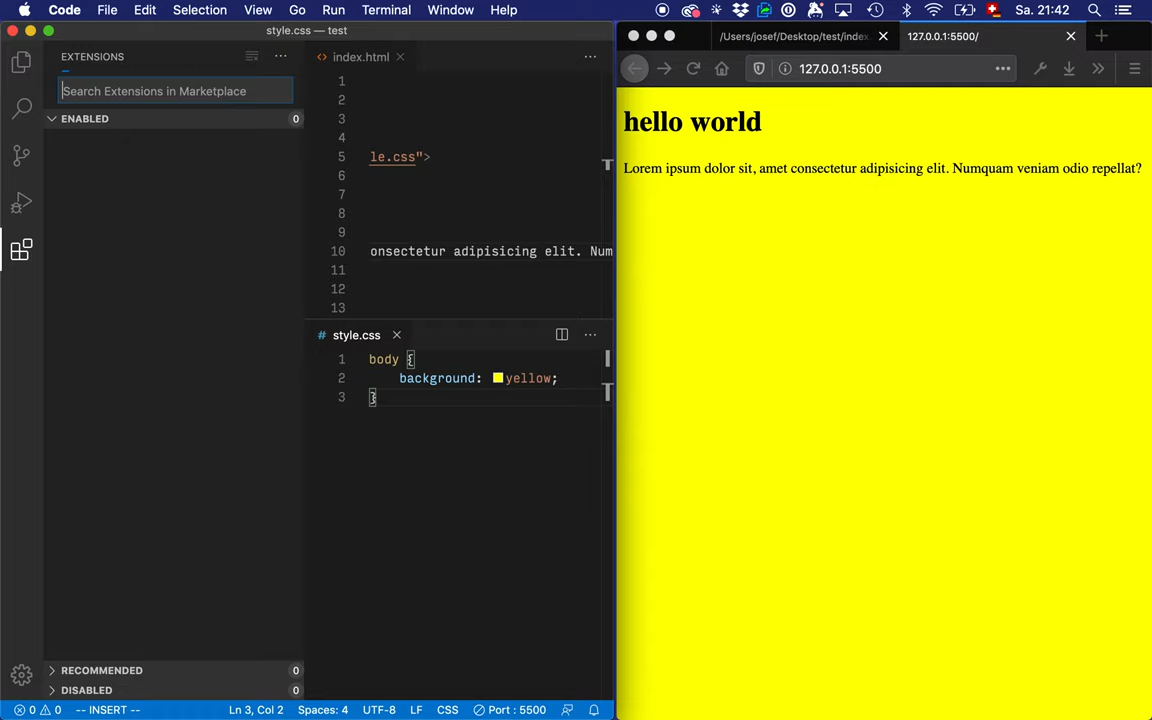 Code File Edit Selection View Go Run Terminal Window Help Sa. 21:42
style.css — test
EXTENSIONS
Search Extensions in Marketplace
ENABLED 0
RECOMMENDED 0
DISABLED 0
index.html
1
2
3
4
5 le.css">
6
7
8
9
10 onsectetur adipisicing elit. Num
11
12
13
# style.css
1 body {
2 background: yellow;
3 }
0 0 -- INSERT -- Ln 3, Col 2 Spaces: 4 UTF-8 LF CSS Port : 5500
/Users/josef/Desktop/test/index. 127.0.0.1:5500/
127.0.0.1:5500
hello world
Lorem ipsum dolor sit, amet consectetur adipisicing elit. Numquam veniam odio repellat?